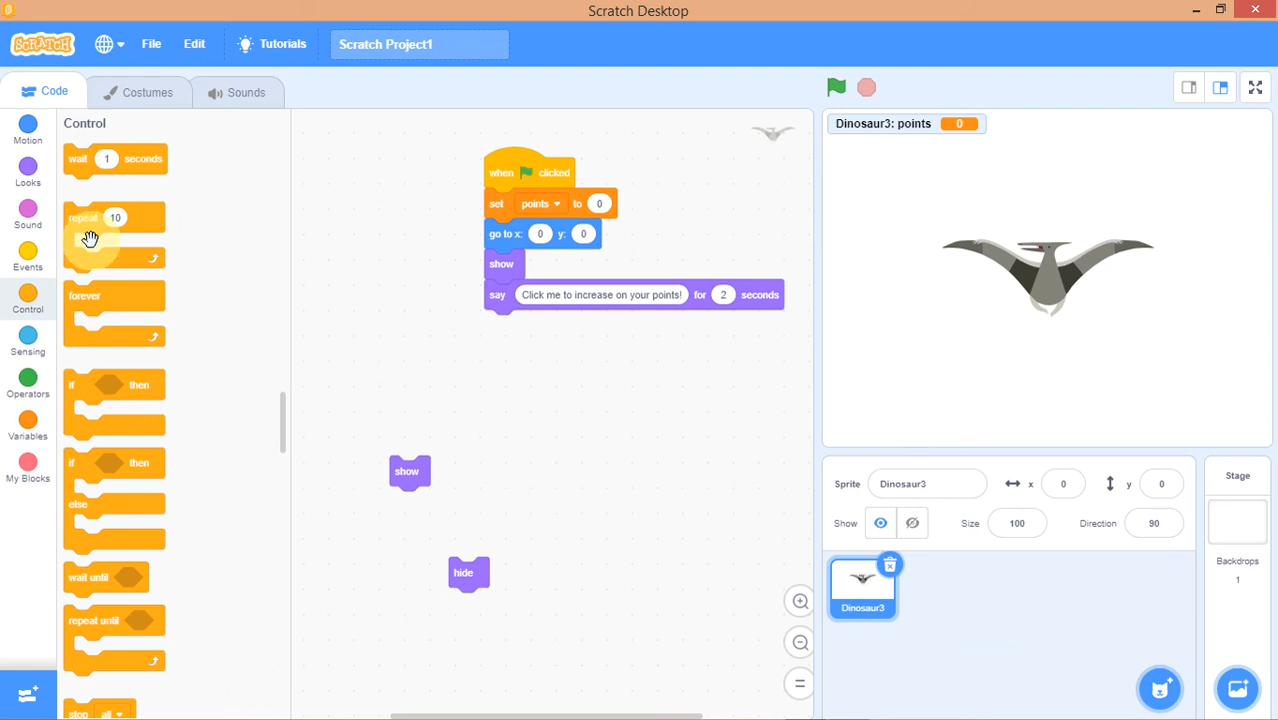 Scratch Desktop
SCRATCH
File
Edit
Tutorials
Scratch Project1
Code
Costumes
Sounds
Motion
Looks
Sound
Events
Control
Sensing
Operators
Variables
My Blocks
Control
wait 1 seconds
repeat 10
forever
if then
if then
else
wait until
repeat until
stop all
when clicked
set points to 0
go to x: 0 y: 0
show
say Click me to increase on your points! for 2 seconds
show
hide
Dinosaur3: points 0
Sprite Dinosaur3 x 0 y 0
Show Size 100 Direction 90
Dinosaur3
Stage
Backdrops
1